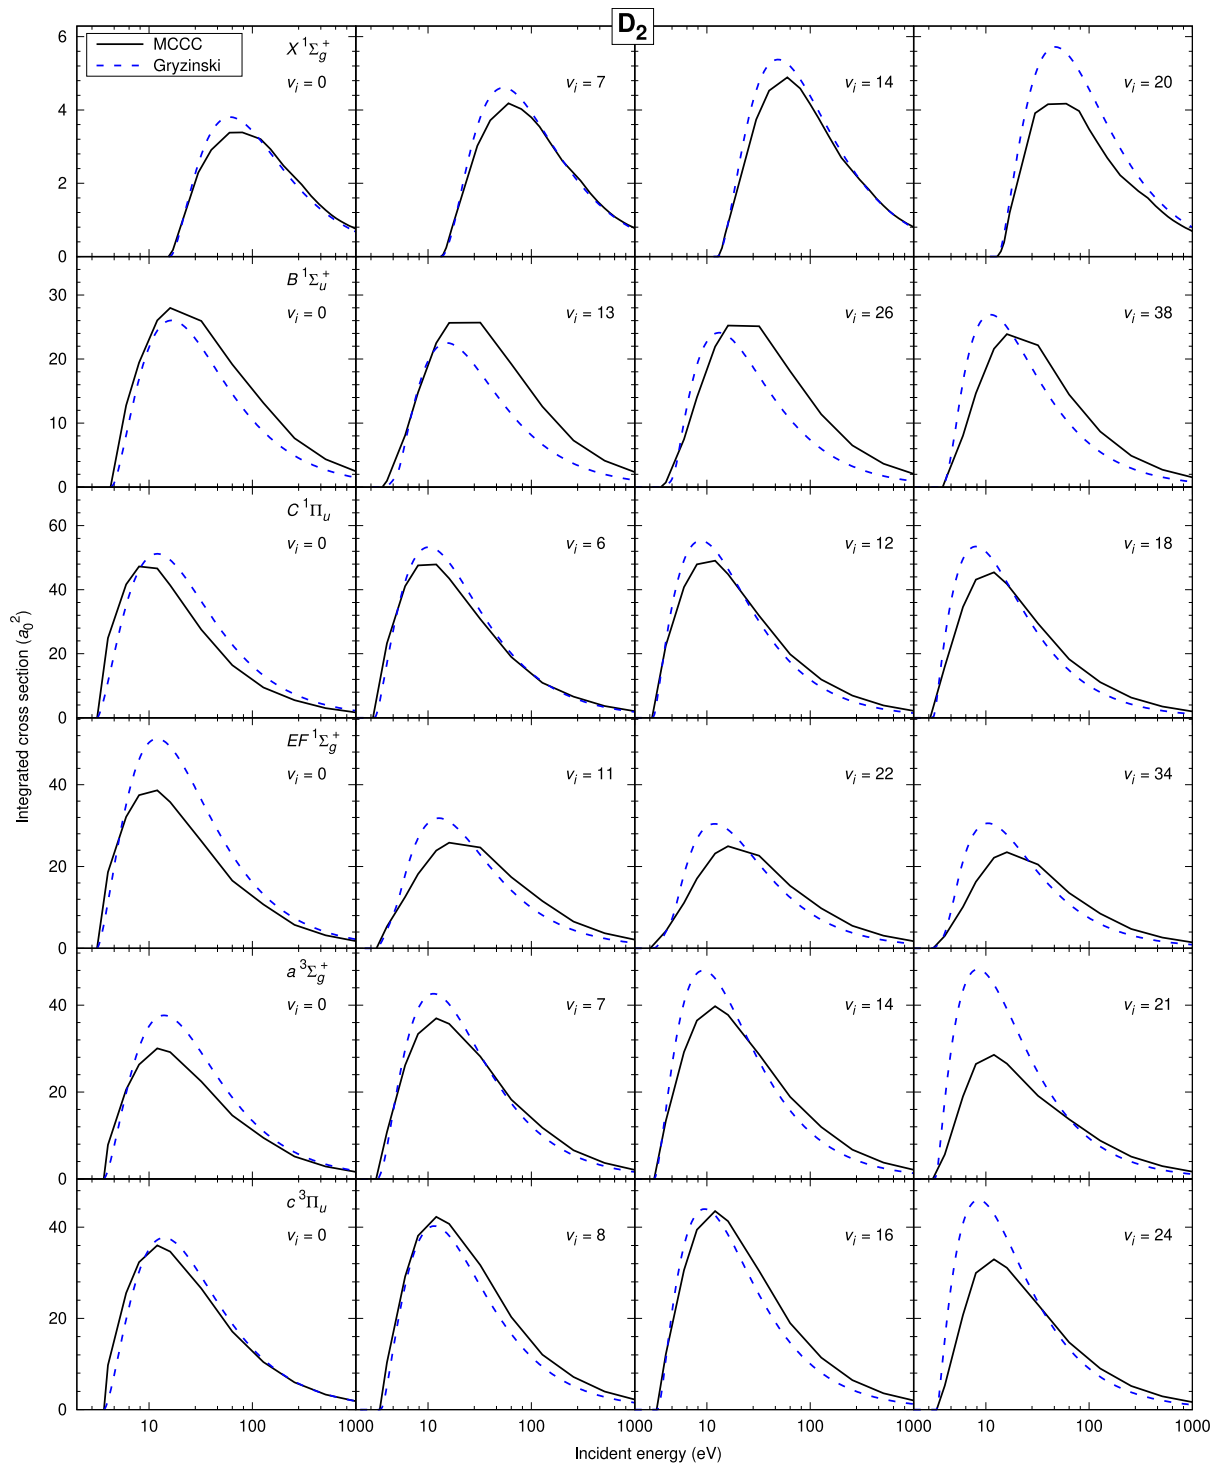 D₂
MCCC
Gryzinski
X ¹Σg⁺
vᵢ = 0
vᵢ = 7
vᵢ = 14
vᵢ = 20
6
4
2
0
B ¹Σu⁺
vᵢ = 0
vᵢ = 13
vᵢ = 26
vᵢ = 38
30
20
10
0
C ¹Πu
vᵢ = 0
vᵢ = 6
vᵢ = 12
vᵢ = 18
60
40
20
0
Integrated cross section (a₀²)
EF ¹Σg⁺
vᵢ = 0
vᵢ = 11
vᵢ = 22
vᵢ = 34
40
20
0
a ³Σg⁺
vᵢ = 0
vᵢ = 7
vᵢ = 14
vᵢ = 21
40
20
0
c ³Πu
vᵢ = 0
vᵢ = 8
vᵢ = 16
vᵢ = 24
40
20
0
10 100 1000 10 100 1000 10 100 1000 10 100 1000
Incident energy (eV)